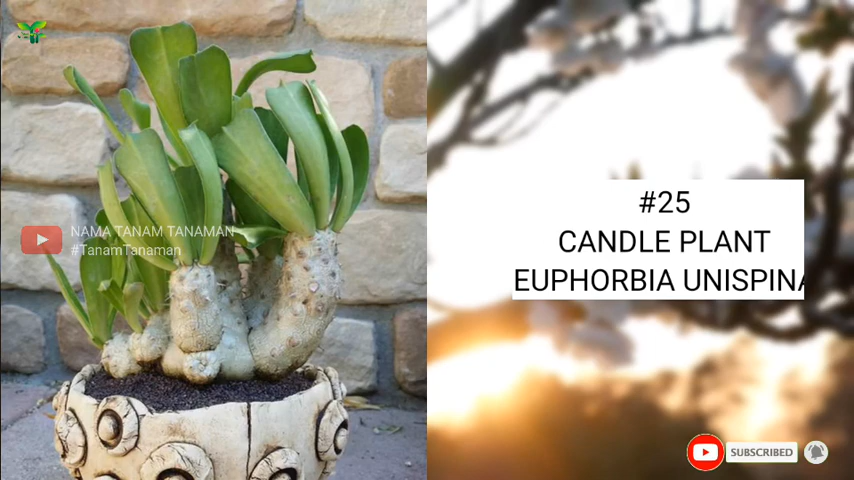 NAMA TANAM TANAMAN
#TanamTanaman
#25
CANDLE PLANT
EUPHORBIA UNISPINA
SUBSCRIBED